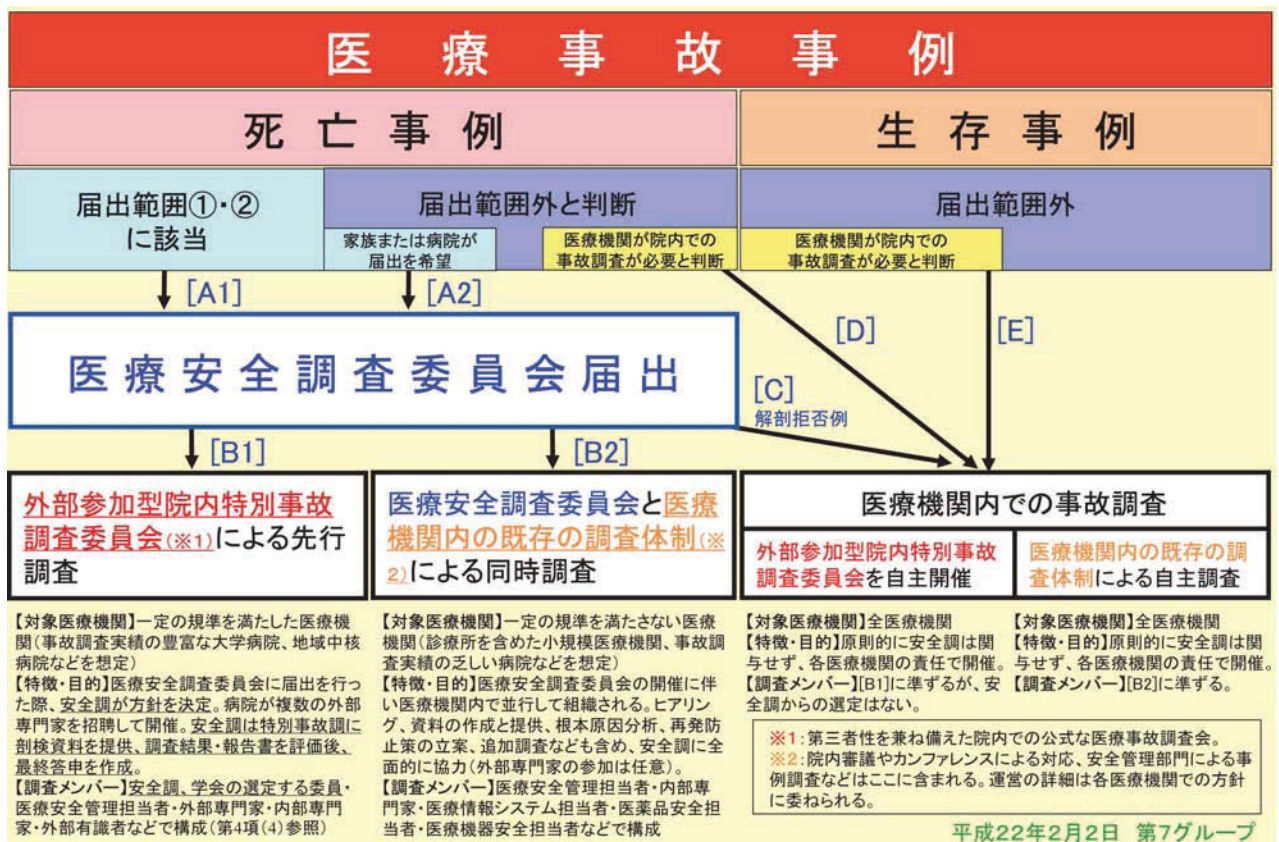 医療事故事例
死亡事例
生存事例
届出範囲①・②
に該当
届出範囲外と判断
家族または病院が
届出を希望
医療機関が院内での
事故調査が必要と判断
届出範囲外
医療機関が院内での
事故調査が必要と判断
[A1]
[A2]
[D]
[E]
医療安全調査委員会届出
[C]
解剖拒否例
[B1]
[B2]
外部参加型院内特別事故
調査委員会(※1)による先行
調査
医療安全調査委員会と医療
機関内の既存の調査体制(※
2)による同時調査
医療機関内での事故調査
外部参加型院内特別事故
調査委員会を自主開催
医療機関内の既存の調
査体制による自主調査
【対象医療機関】一定の規準を満たした医療機
関(事故調査実績の豊富な大学病院、地域中核
病院などを想定)
【特徴・目的】医療安全調査委員会に届出を行っ
た際、安全調が方針を決定。病院が複数の外部
専門家を招聘して開催。安全調は特別事故調に
剖検資料を提供、調査結果・報告書を評価後、
最終答申を作成。
【調査メンバー】安全調、学会の選定する委員・
医療安全管理担当者・外部専門家・内部専門
家・外部有識者などで構成(第4項(4)参照)
【対象医療機関】一定の規準を満たさない医療
機関(診療所を含めた小規模医療機関、事故調
査実績の乏しい病院などを想定)
【特徴・目的】医療安全調査委員会の開催に伴
い医療機関内で並行して組織される。ヒアリン
グ、資料の作成と提供、根本原因分析、再発防
止策の立案、追加調査なども含め、安全調に全
面的に協力(外部専門家の参加は任意)。
【調査メンバー】医療安全管理担当者・内部専
門家・医療情報システム担当者・医薬品安全担
当者・医療機器安全担当者などで構成
【対象医療機関】全医療機関
【特徴・目的】原則的に安全調は関
与せず、各医療機関の責任で開催。
【調査メンバー】[B1]に準ずるが、安
全調からの選定はない。
【対象医療機関】全医療機関
【特徴・目的】原則的に安全調は関
与せず、各医療機関の責任で開催。
【調査メンバー】[B2]に準ずる。
※1:第三者性を兼ね備えた院内での公式な医療事故調査会。
※2:院内審議やカンファレンスによる対応、安全管理部門による事
例調査などはここに含まれる。運営の詳細は各医療機関での方針
に委ねられる。
平成22年2月2日 第7グループ